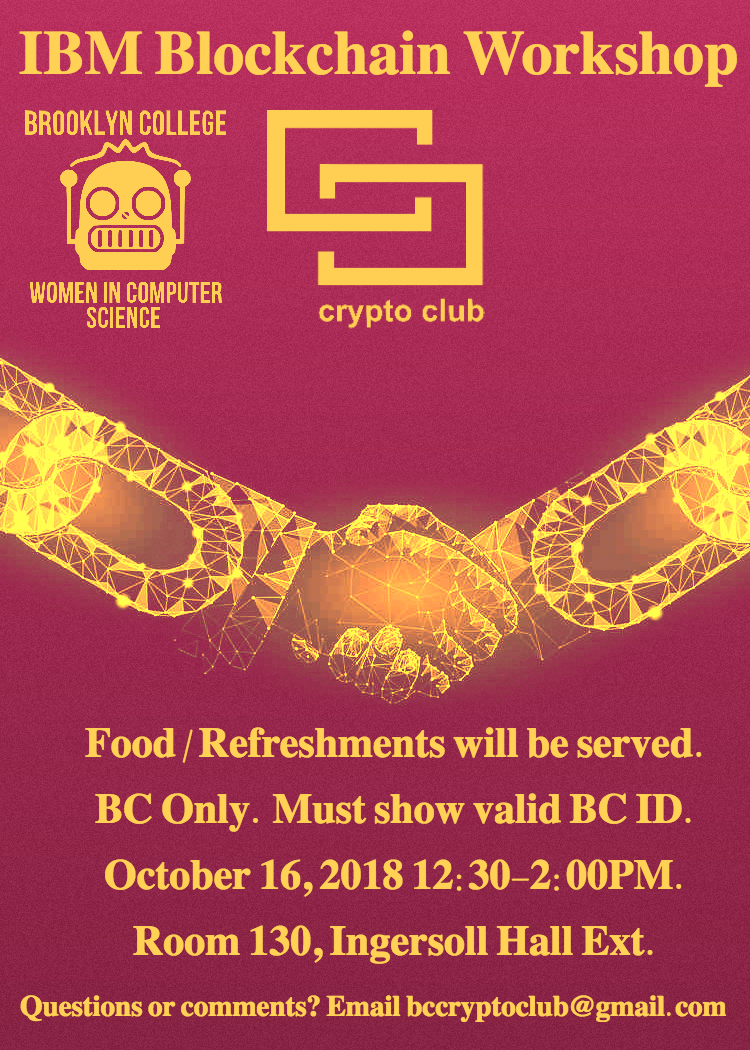 IBM Blockchain Workshop
BROOKLYN COLLEGE
WOMEN IN COMPUTER
SCIENCE
crypto club
Food / Refreshments will be served.
BC Only. Must show valid BC ID.
October 16, 2018 12:30-2:00PM.
Room 130, Ingersoll Hall Ext.
Questions or comments? Email bccryptoclub@gmail.com